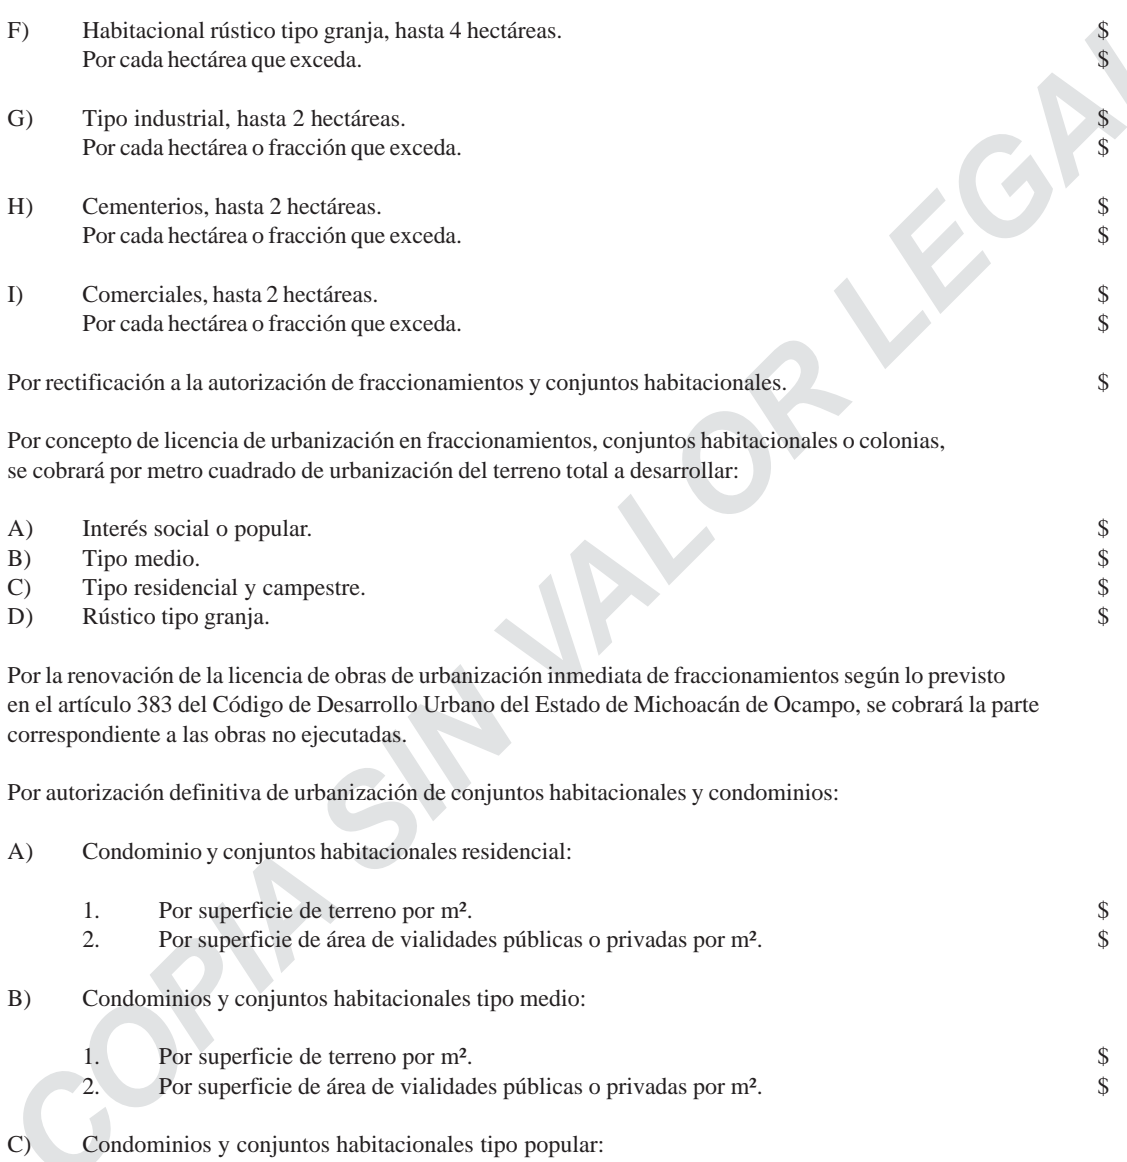 F) Habitacional rústico tipo granja, hasta 4 hectáreas. $
Por cada hectárea que exceda. $
G) Tipo industrial, hasta 2 hectáreas. $
Por cada hectárea o fracción que exceda. $
H) Cementerios, hasta 2 hectáreas. $
Por cada hectárea o fracción que exceda. $
I) Comerciales, hasta 2 hectáreas. $
Por cada hectárea o fracción que exceda. $
Por rectificación a la autorización de fraccionamientos y conjuntos habitacionales. $
Por concepto de licencia de urbanización en fraccionamientos, conjuntos habitacionales o colonias,
se cobrará por metro cuadrado de urbanización del terreno total a desarrollar:
A) Interés social o popular. $
B) Tipo medio. $
C) Tipo residencial y campestre. $
D) Rústico tipo granja. $
Por la renovación de la licencia de obras de urbanización inmediata de fraccionamientos según lo previsto
en el artículo 383 del Código de Desarrollo Urbano del Estado de Michoacán de Ocampo, se cobrará la parte
correspondiente a las obras no ejecutadas.
Por autorización definitiva de urbanización de conjuntos habitacionales y condominios:
A) Condominio y conjuntos habitacionales residencial:
1. Por superficie de terreno por m². $
2. Por superficie de área de vialidades públicas o privadas por m². $
B) Condominios y conjuntos habitacionales tipo medio:
1. Por superficie de terreno por m². $
2. Por superficie de área de vialidades públicas o privadas por m². $
C) Condominios y conjuntos habitacionales tipo popular:
COPIA SIN VALOR LEGAL